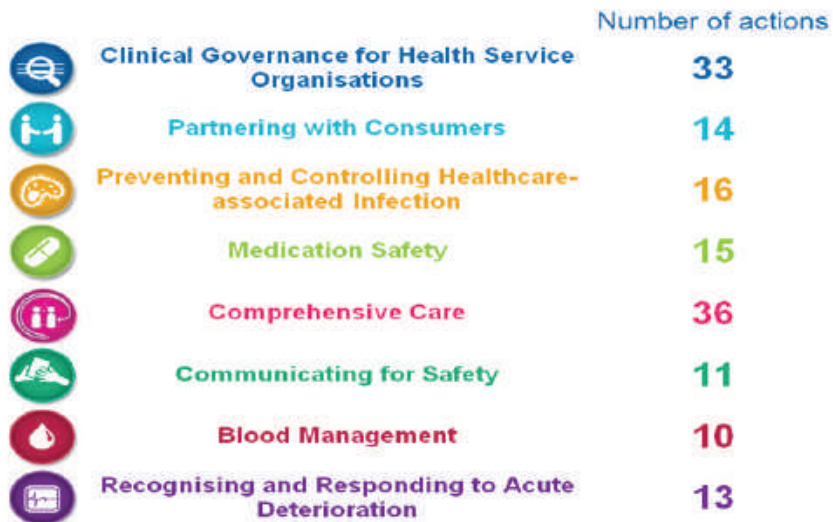 Number of actions
Clinical Governance for Health Service
Organisations
33
Partnering with Consumers
14
Preventing and Controlling Healthcare-
associated Infection
16
Medication Safety
15
Comprehensive Care
36
Communicating for Safety
11
Blood Management
10
Recognising and Responding to Acute
Deterioration
13